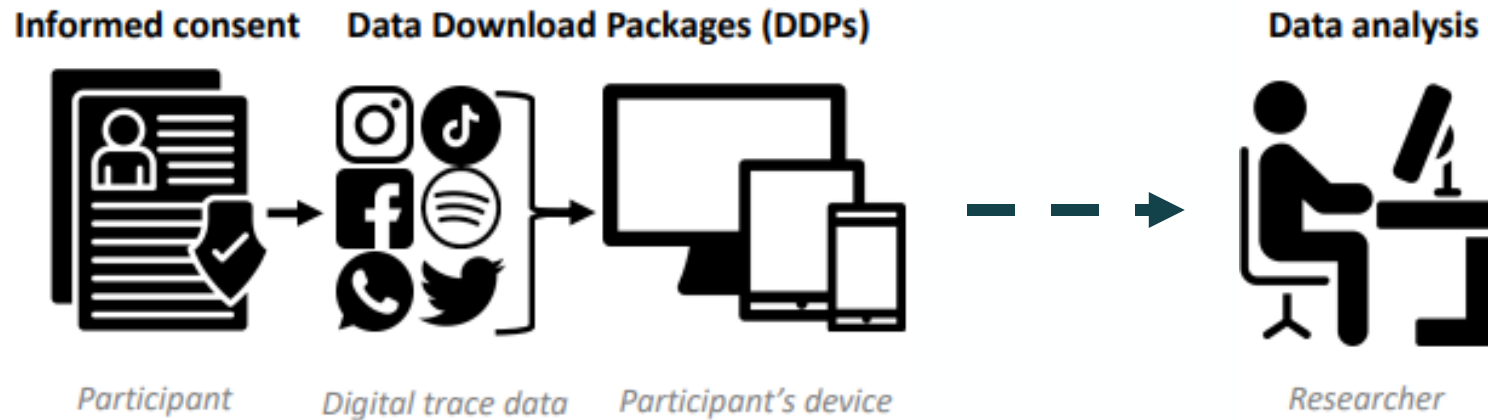 Informed consent
Data Download Packages (DDPs)
Data analysis
Participant
Digital trace data
Participant's device
Researcher